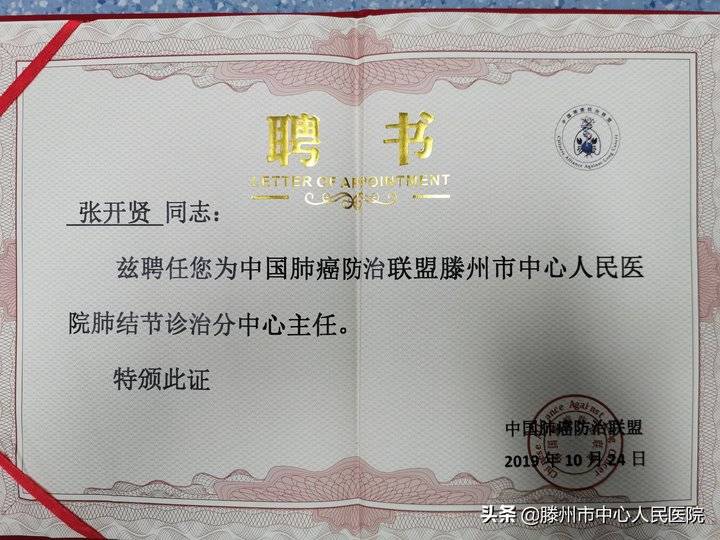 聘书
LETTER OF APPOINTMENT
张开贤 同志：
兹聘任您为中国肺癌防治联盟滕州市中心人民医
院肺结节诊治分中心主任。
特颁此证
中国肺癌防治联盟
2019 年 10 月 24 日
头条 @滕州市中心人民医院